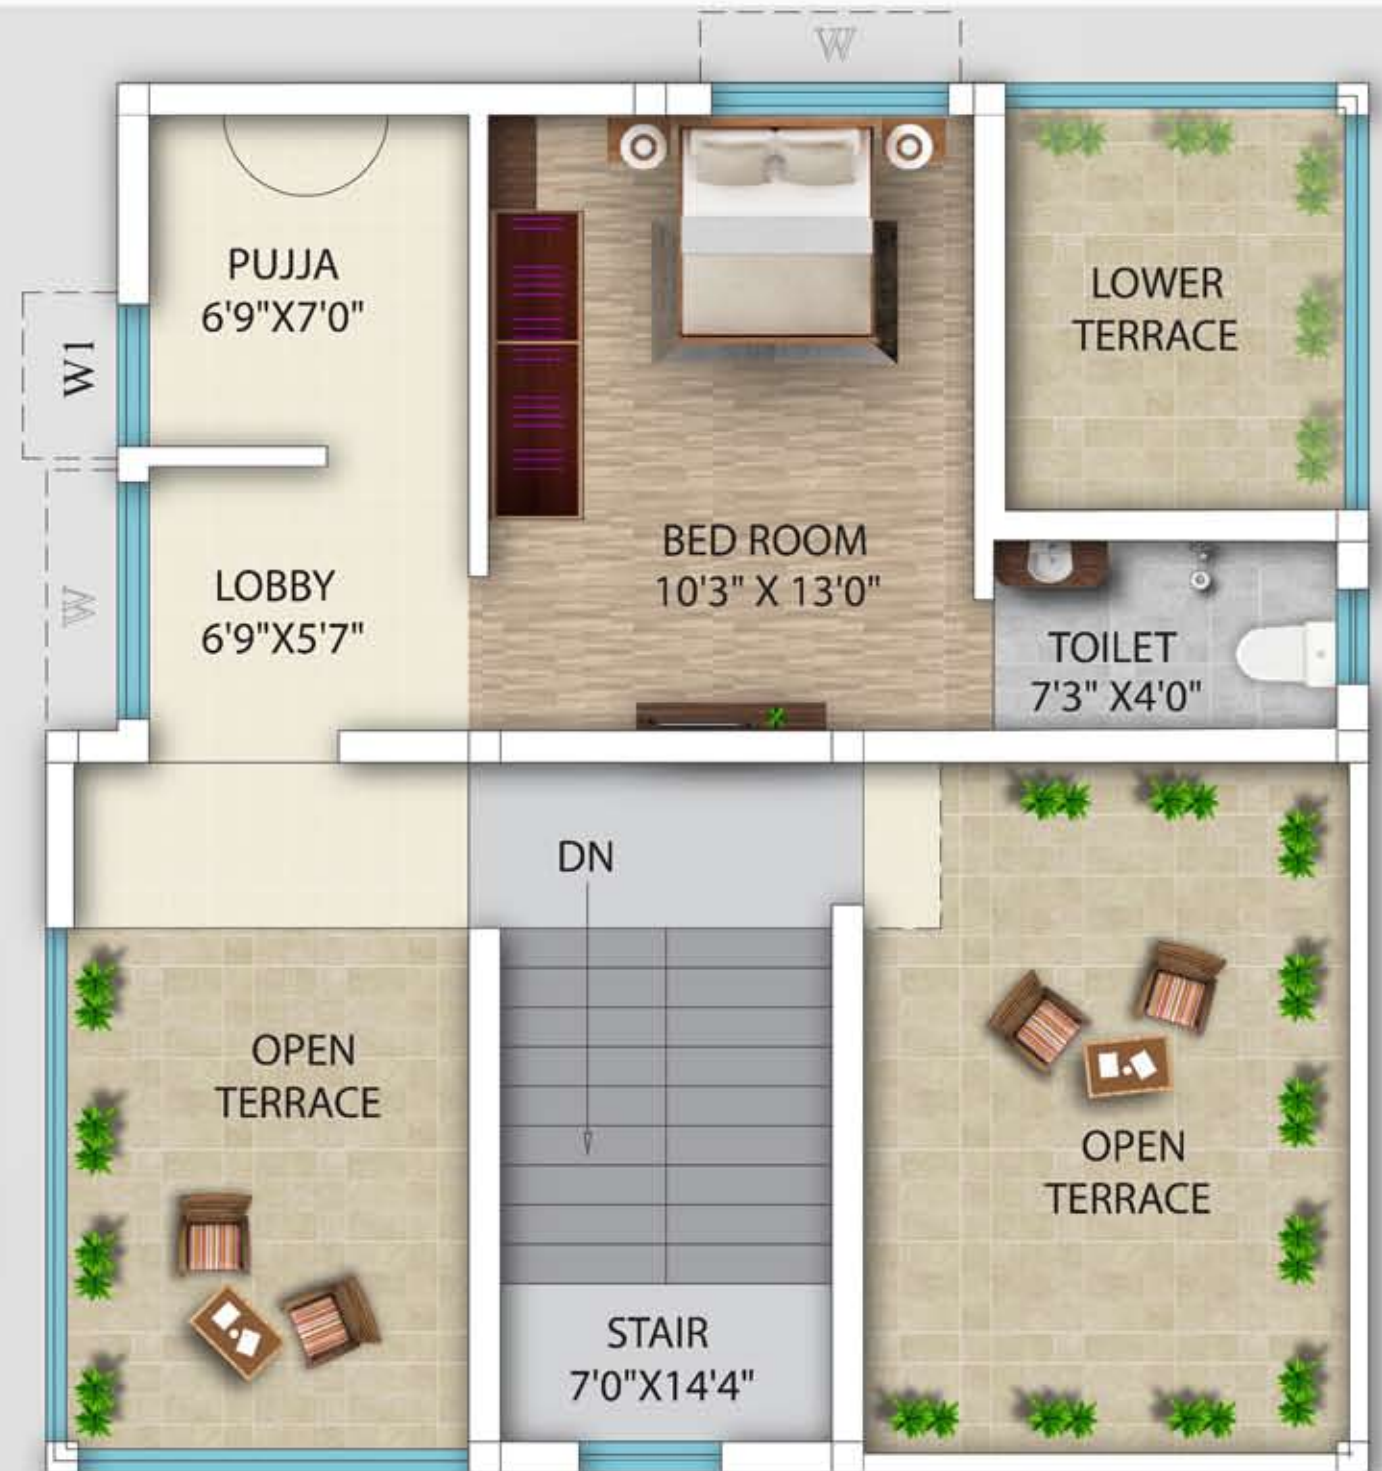 W
PUJJA
6'9"X7'0"
LOWER
TERRACE
W1
BED ROOM
10'3" X 13'0"
LOBBY
6'9"X5'7"
W
TOILET
7'3" X4'0"
DN
OPEN
TERRACE
OPEN
TERRACE
STAIR
7'0"X14'4"